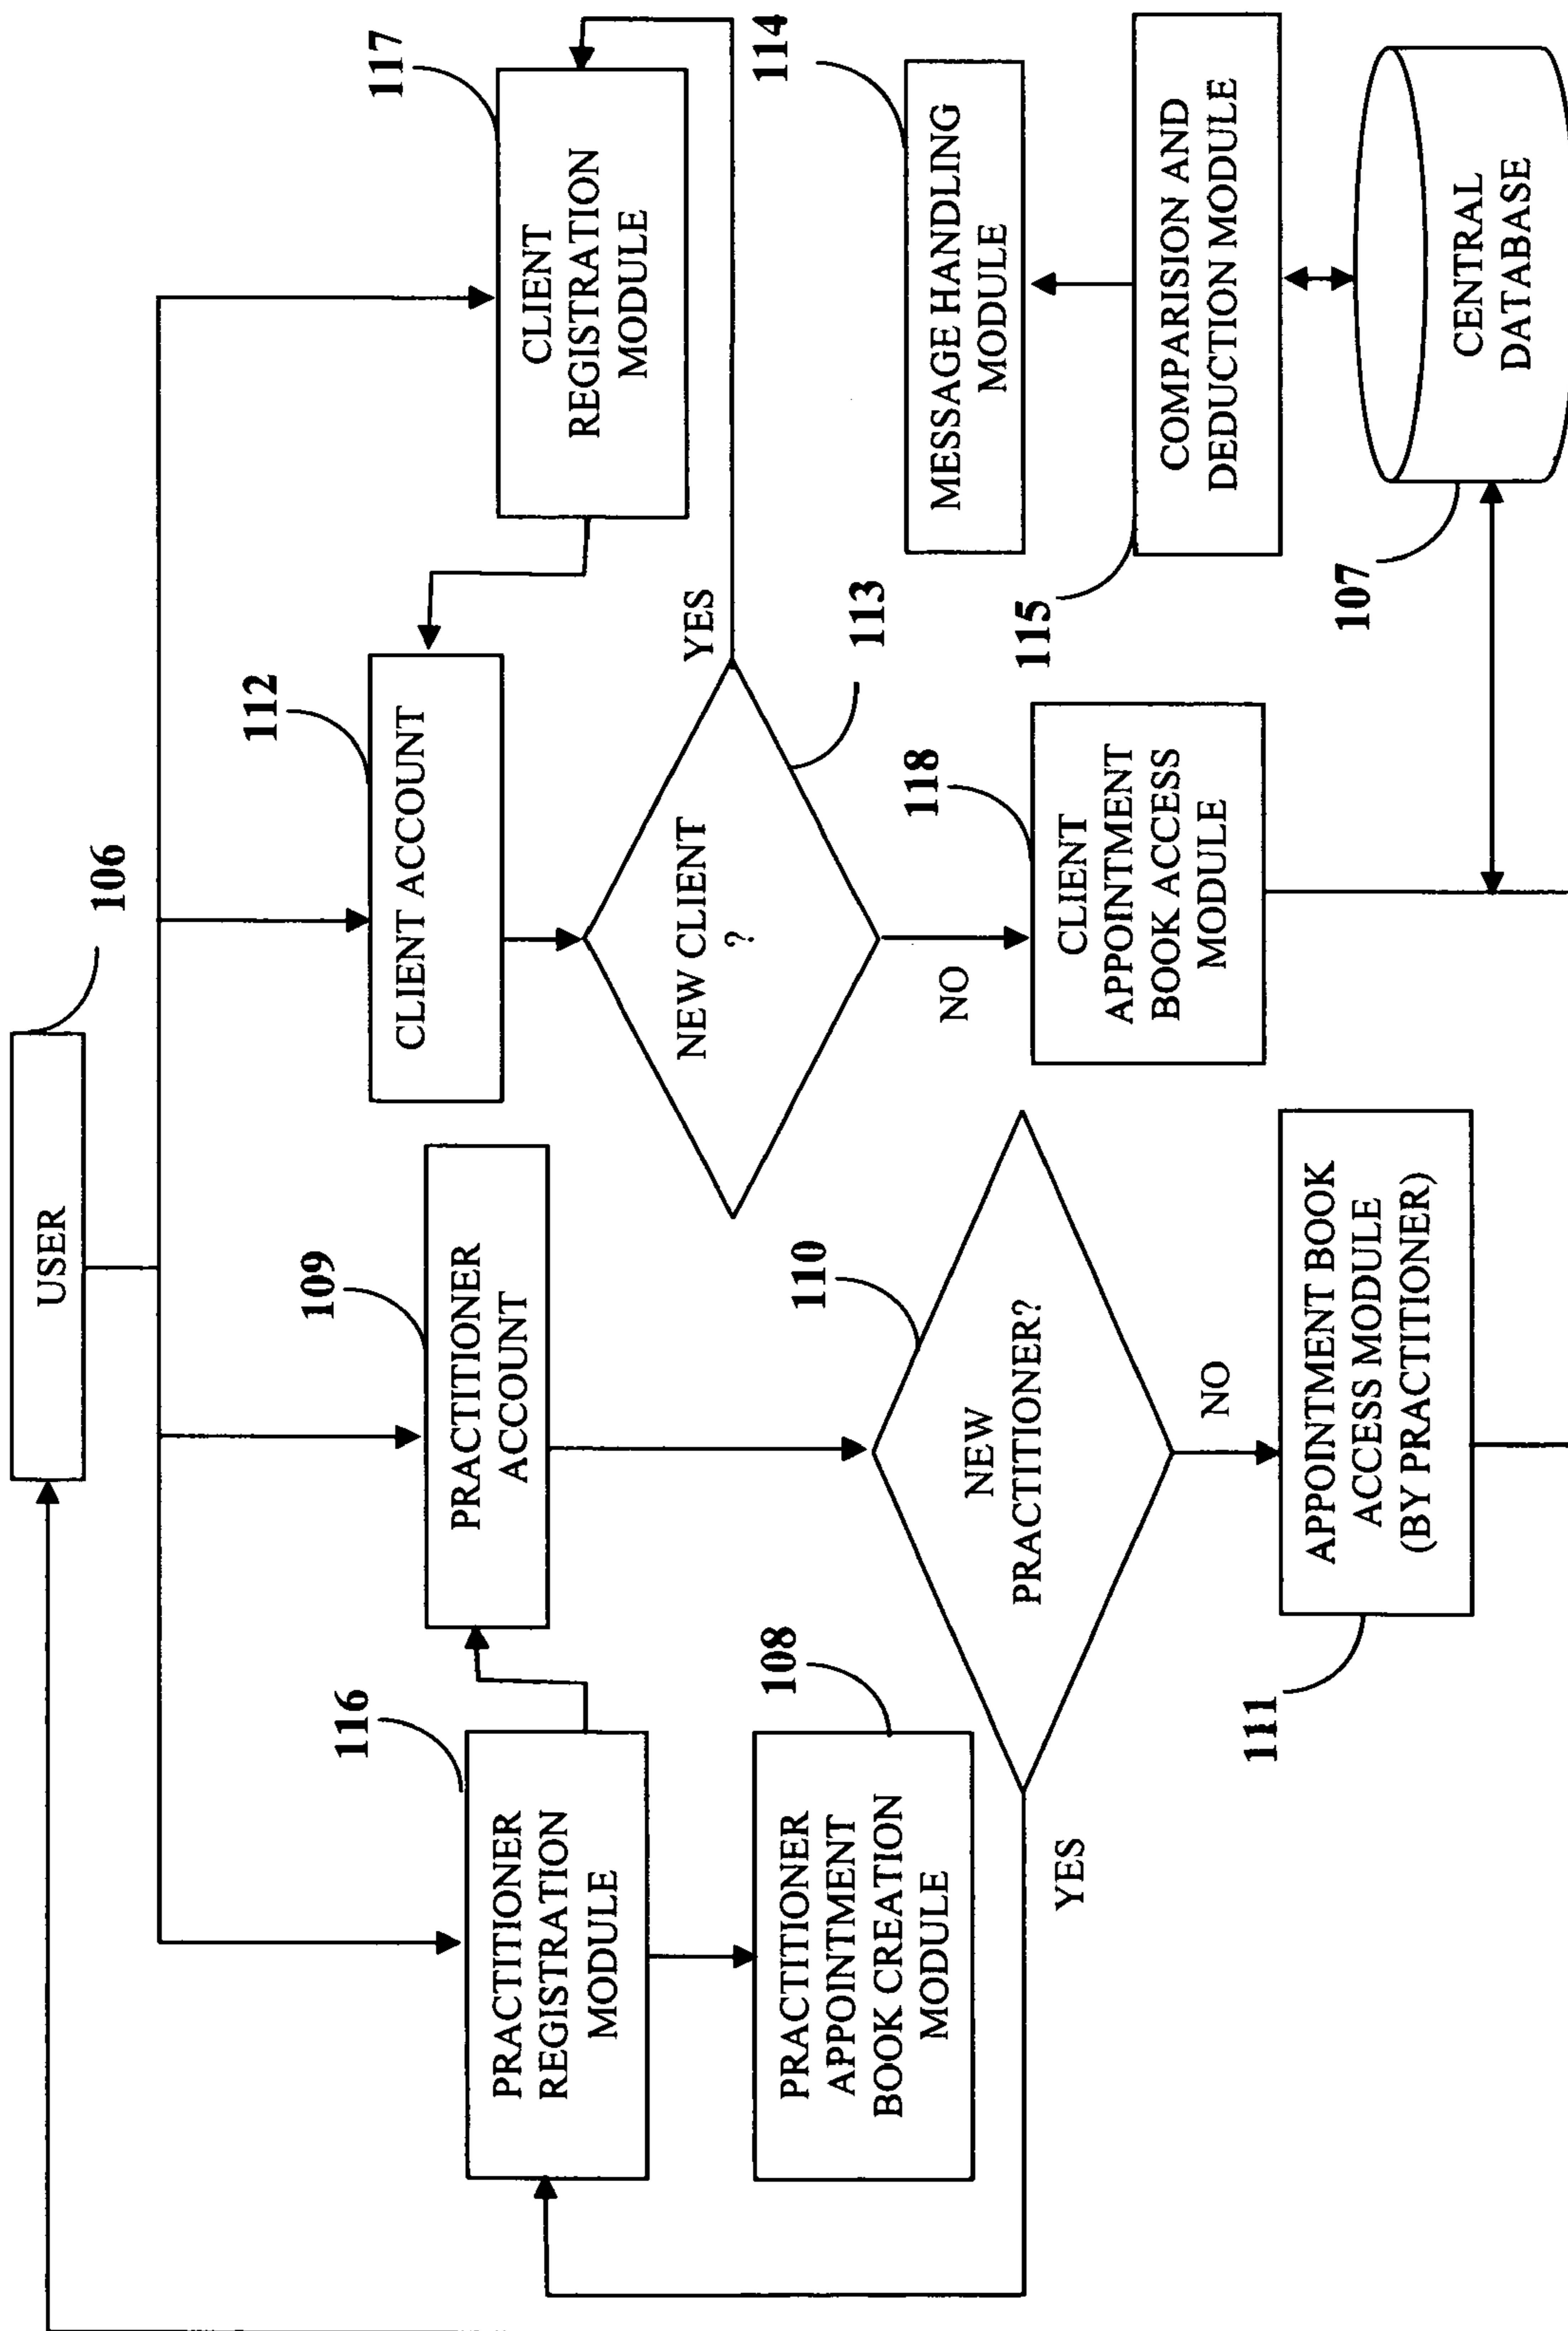 106
USER
116
PRACTITIONER
REGISTRATION
MODULE
109
PRACTITIONER
ACCOUNT
112
CLIENT ACCOUNT
117
CLIENT
REGISTRATION
MODULE
108
PRACTITIONER
APPOINTMENT
BOOK CREATION
MODULE
110
NEW
PRACTITIONER?
YES
NO
NEW CLIENT
?
113
YES
NO
114
MESSAGE HANDLING
MODULE
118
CLIENT
APPOINTMENT
BOOK ACCESS
MODULE
115
COMPARISION AND
DEDUCTION MODULE
111
APPOINTMENT BOOK
ACCESS MODULE
(BY PRACTITIONER)
107
CENTRAL
DATABASE